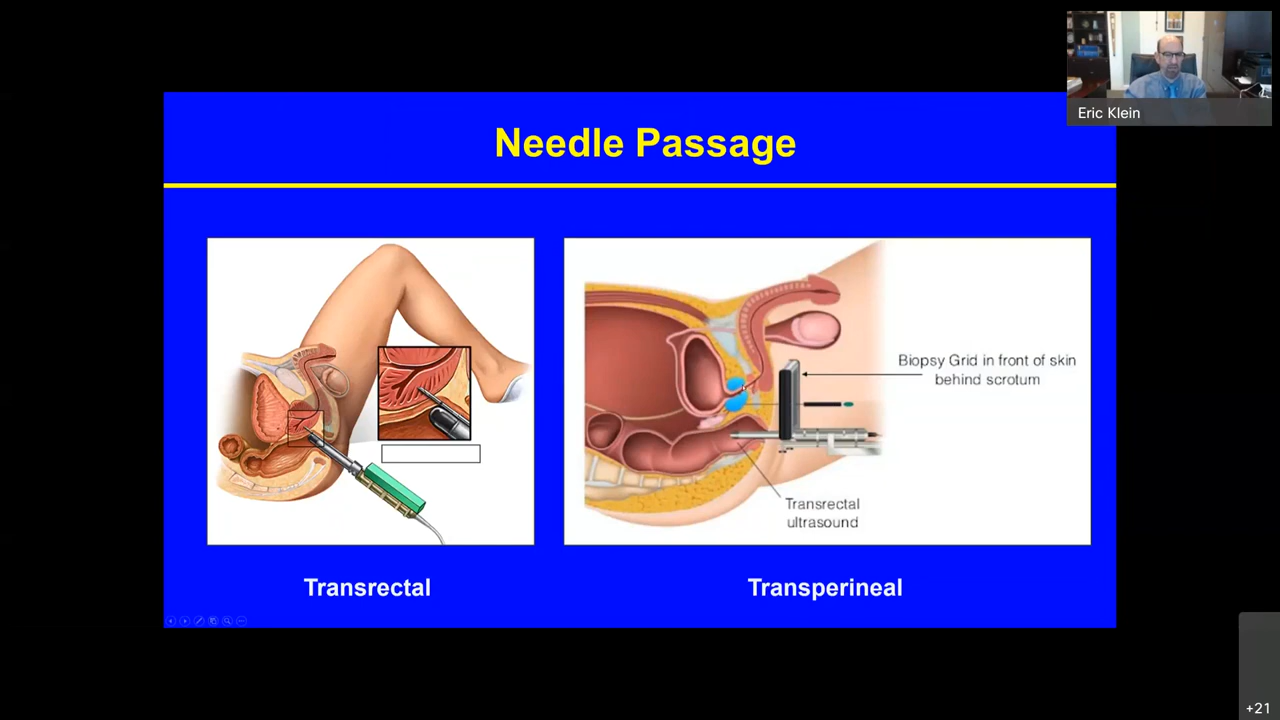 Eric Klein
Needle Passage
Biopsy Grid in front of skin
behind scrotum
Transrectal
ultrasound
Transrectal
Transperineal
+21